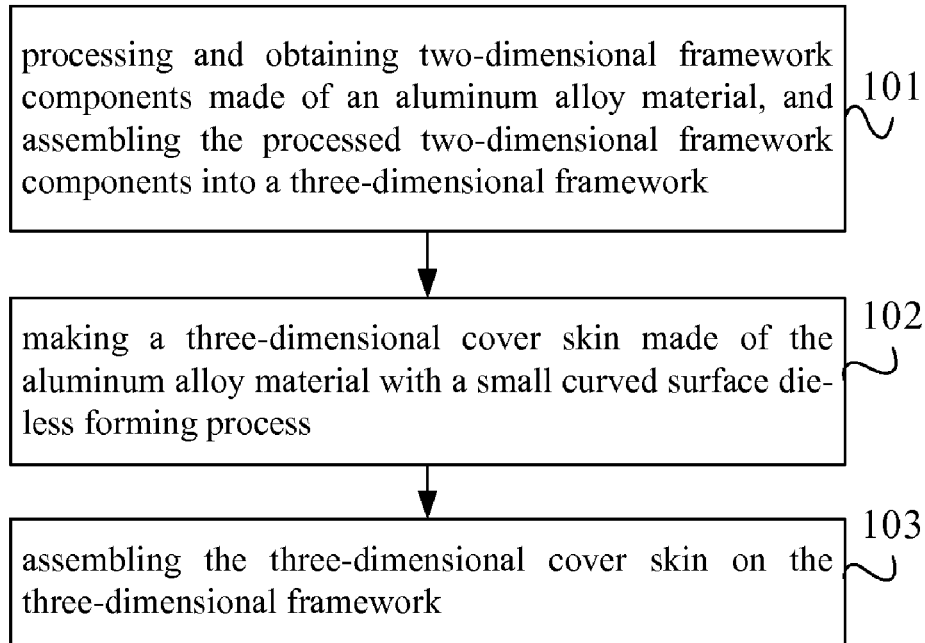 processing and obtaining two-dimensional framework
components made of an aluminum alloy material, and
assembling the processed two-dimensional framework
components into a three-dimensional framework
101
making a three-dimensional cover skin made of the
aluminum alloy material with a small curved surface die-
less forming process
102
assembling the three-dimensional cover skin on the
three-dimensional framework
103